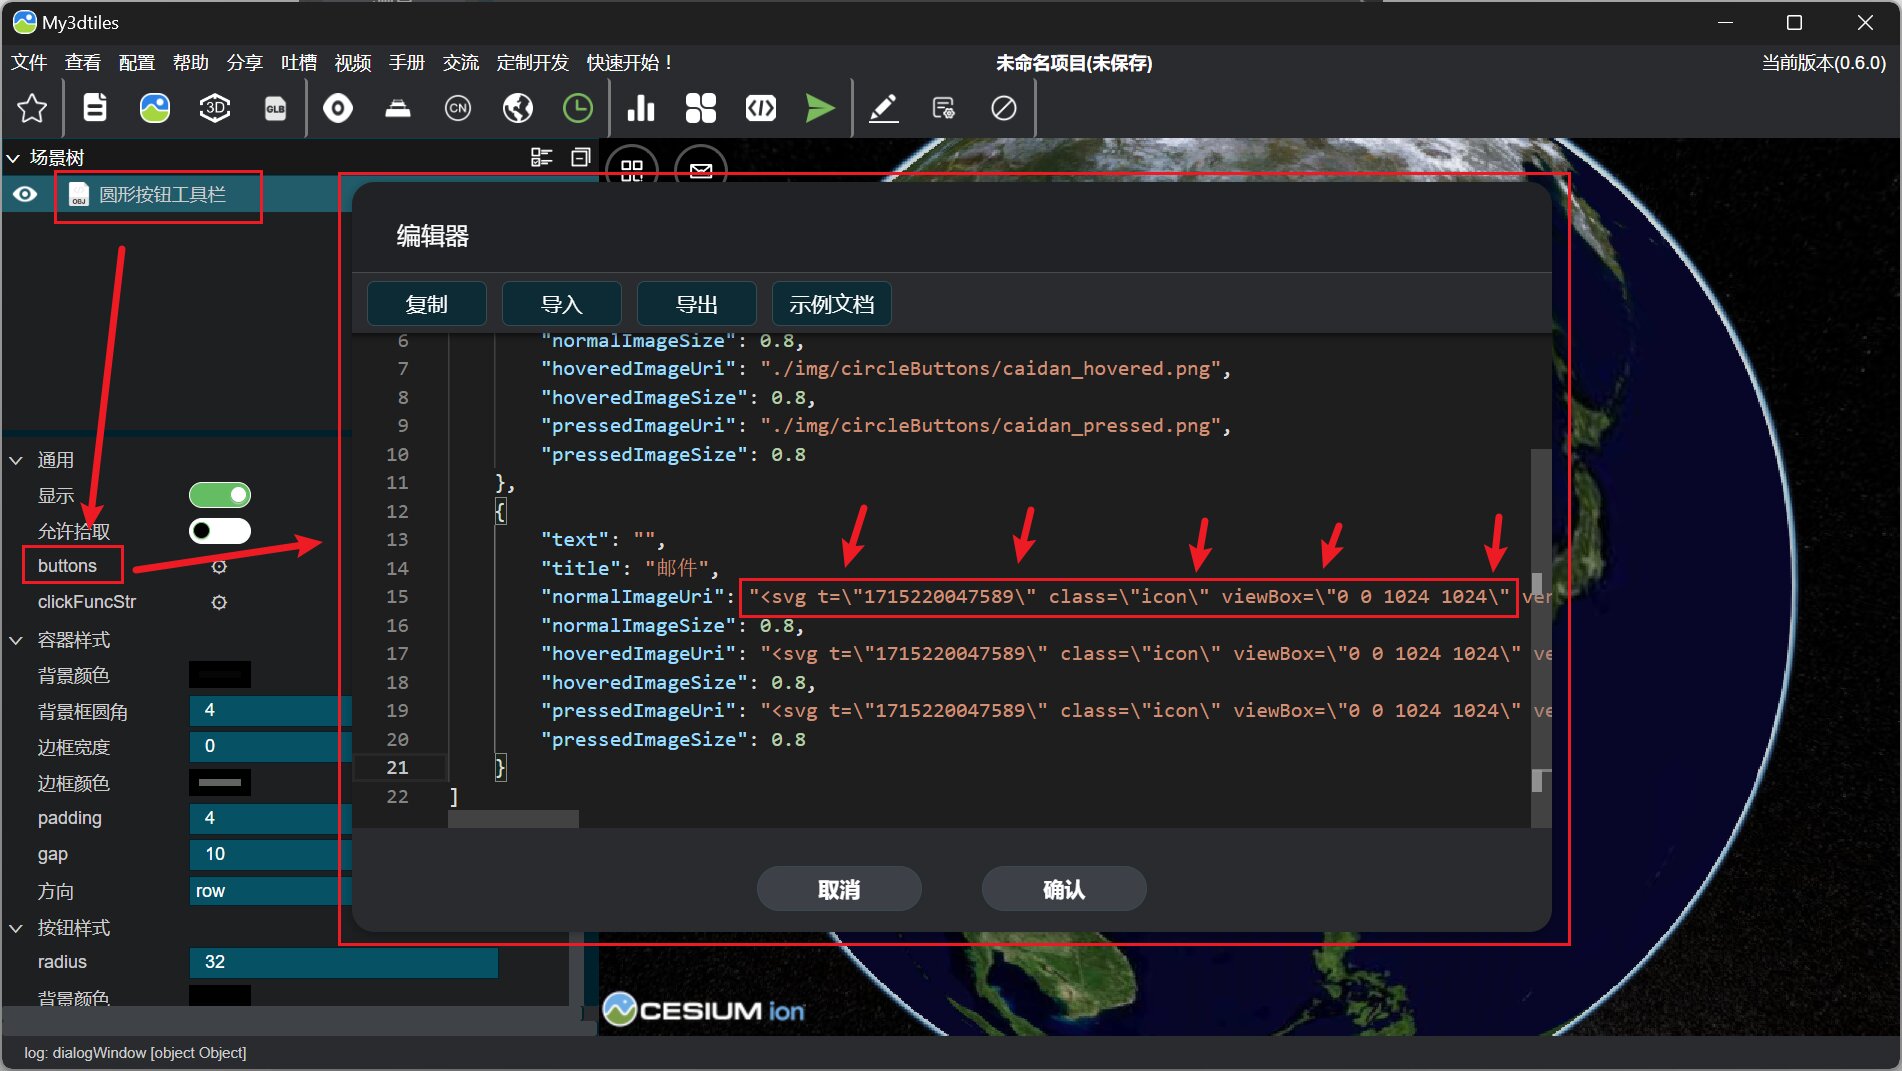 My3dtiles
文件 查看 配置 帮助 分享 吐槽 视频 手册 交流 定制开发 快速开始！ 未命名项目(未保存) 当前版本(0.6.0)
3D GLB CN
场景树
OBJ 圆形按钮工具栏
编辑器
复制 导入 导出 示例文档
6 "normalImageSize": 0.8,
7 "hoveredImageUri": "./img/circleButtons/caidan_hovered.png",
8 "hoveredImageSize": 0.8,
9 "pressedImageUri": "./img/circleButtons/caidan_pressed.png",
10 "pressedImageSize": 0.8
11 },
12 {
13 "text": "",
14 "title": "邮件",
15 "normalImageUri": "<svg t=\"1715220047589\" class=\"icon\" viewBox=\"0 0 1024 1024\" ver
16 "normalImageSize": 0.8,
17 "hoveredImageUri": "<svg t=\"1715220047589\" class=\"icon\" viewBox=\"0 0 1024 1024\" ve
18 "hoveredImageSize": 0.8,
19 "pressedImageUri": "<svg t=\"1715220047589\" class=\"icon\" viewBox=\"0 0 1024 1024\" ve
20 "pressedImageSize": 0.8
21 }
22 ]
取消 确认
通用
显示
允许拾取
buttons
clickFuncStr
容器样式
背景颜色
背景框圆角 4
边框宽度 0
边框颜色
padding 4
gap 10
方向 row
按钮样式
radius 32
背景颜色
CESIUM ion
log: dialogWindow [object Object]